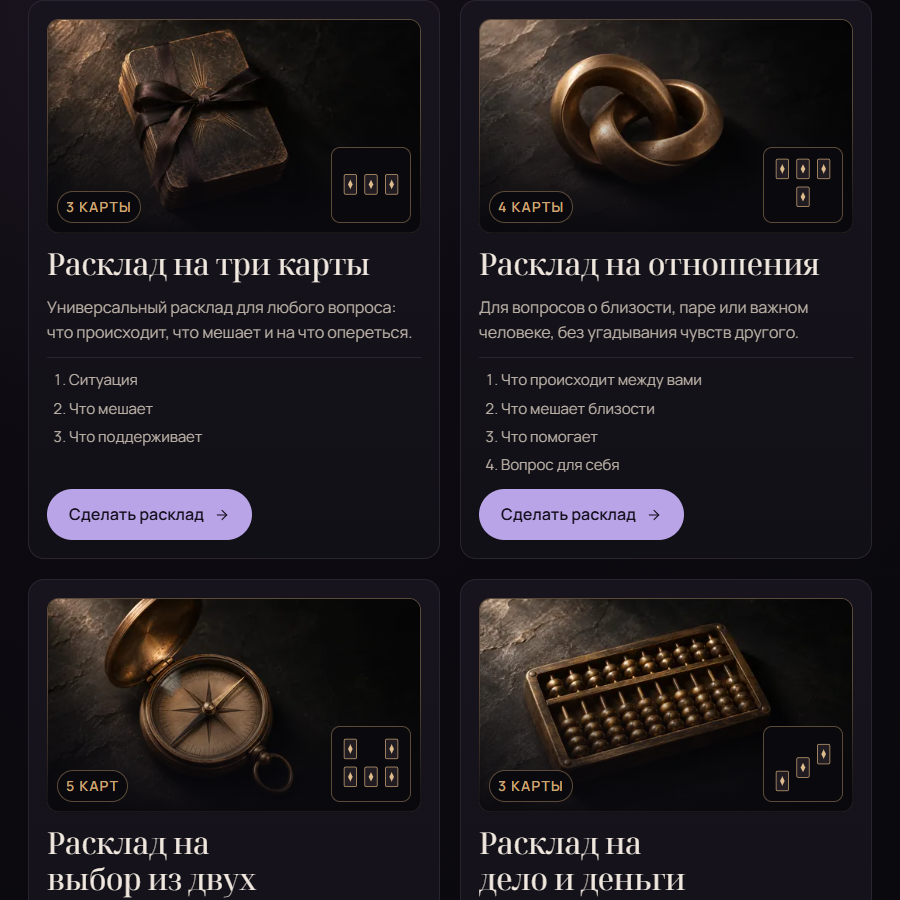 3 КАРТЫ
Расклад на три карты
Универсальный расклад для любого вопроса:
что происходит, что мешает и на что опереться.
1. Ситуация
2. Что мешает
3. Что поддерживает
Сделать расклад →
4 КАРТЫ
Расклад на отношения
Для вопросов о близости, паре или важном
человеке, без угадывания чувств другого.
1. Что происходит между вами
2. Что мешает близости
3. Что помогает
4. Вопрос для себя
Сделать расклад →
5 КАРТ
Расклад на
выбор из двух
3 КАРТЫ
Расклад на
дело и деньги